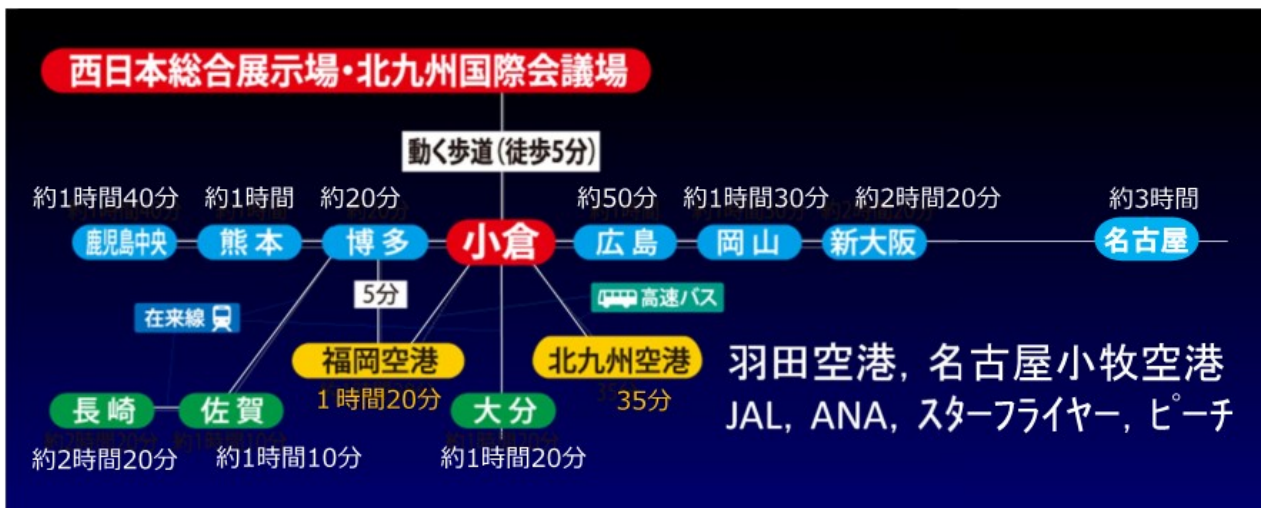 西日本総合展示場・北九州国際会議場
動く歩道(徒歩5分)
約1時間40分 約1時間 約20分 約50分 約1時間30分 約2時間20分 約3時間
鹿児島中央 熊本 博多 小倉 広島 岡山 新大阪 名古屋
5分 高速バス
在来線
福岡空港 北九州空港 羽田空港, 名古屋小牧空港
1時間20分 35分
長崎 佐賀 大分 JAL, ANA, スターフライヤー, ピーチ
約2時間20分 約1時間10分 約1時間20分